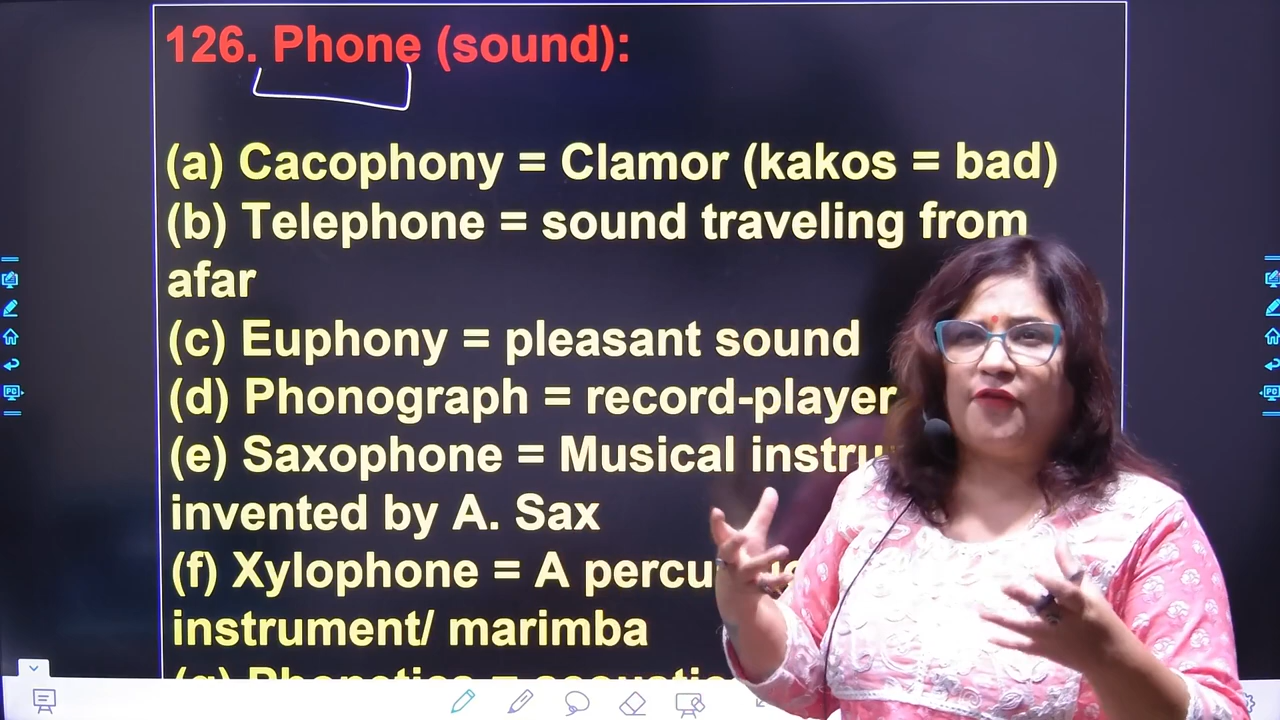 126. Phone (sound):
(a) Cacophony = Clamor (kakos = bad)
(b) Telephone = sound traveling from
afar
(c) Euphony = pleasant sound
(d) Phonograph = record-player
(e) Saxophone = Musical
invented by A. Sax
(f) Xylophone = A
instrument/ marimba
(g) Phonetics =